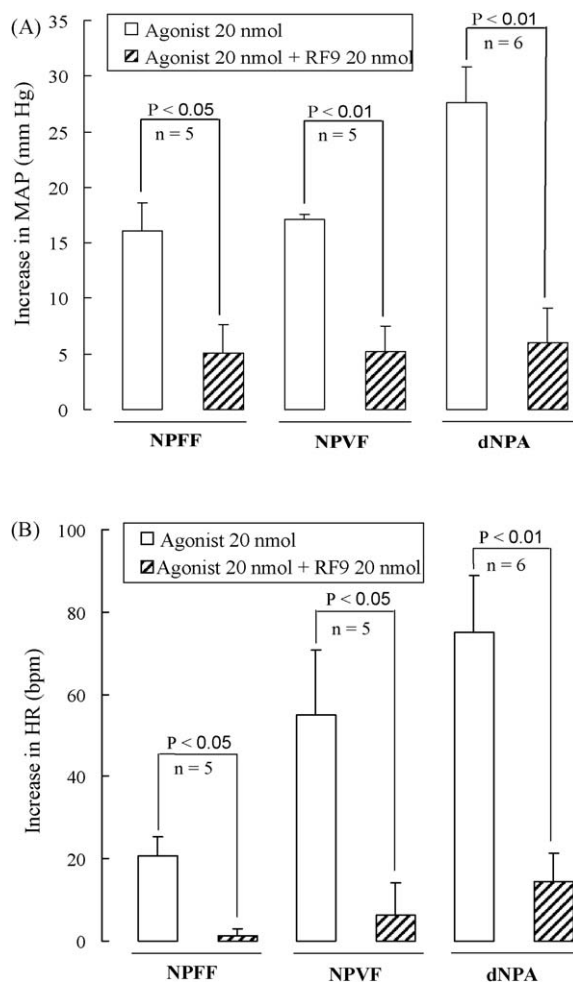 (A)
Agonist 20 nmol
Agonist 20 nmol + RF9 20 nmol
Increase in MAP (mm Hg)
35
30
25
20
15
10
5
0
P < 0.05
n = 5
P < 0.01
n = 5
P < 0.01
n = 6
NPFF
NPVF
dNPA
(B)
Agonist 20 nmol
Agonist 20 nmol + RF9 20 nmol
Increase in HR (bpm)
100
80
60
40
20
0
P < 0.05
n = 5
P < 0.05
n = 5
P < 0.01
n = 6
NPFF
NPVF
dNPA